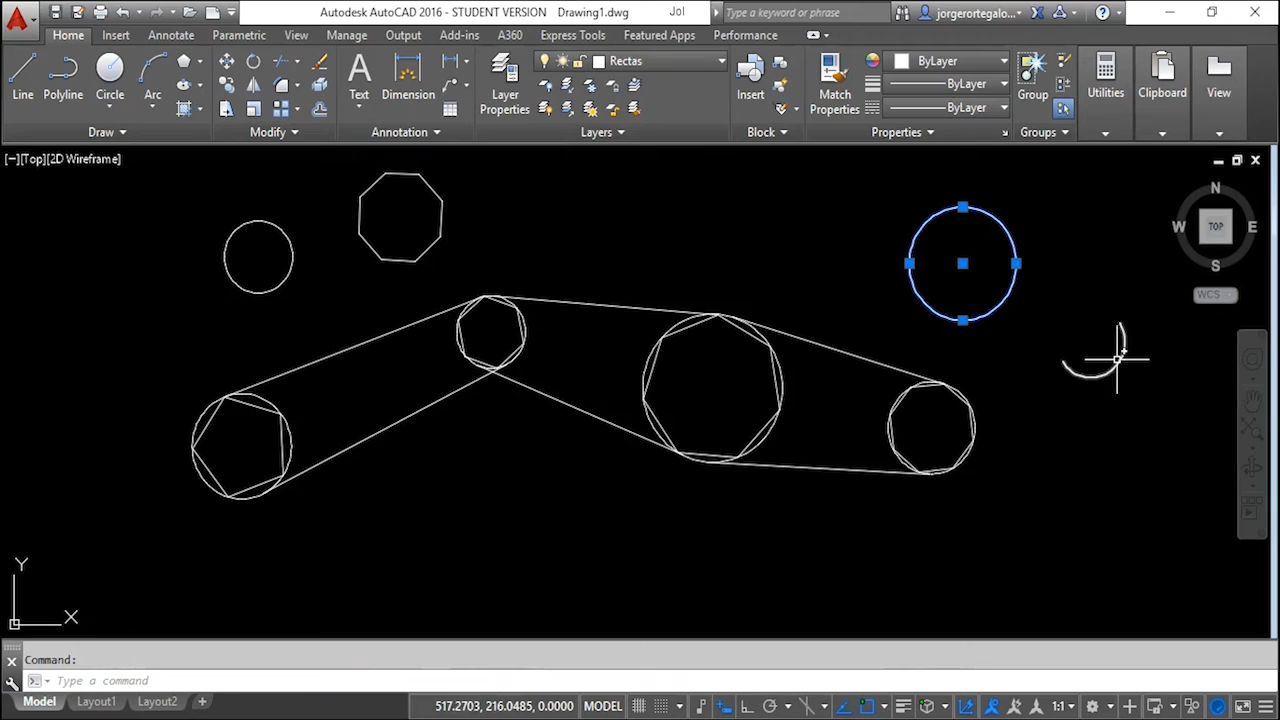 Autodesk AutoCAD 2016 - STUDENT VERSION Drawing1.dwg
Jol
Type a keyword or phrase
jorgerortegalo...
Home Insert Annotate Parametric View Manage Output Add-ins A360 Express Tools Featured Apps Performance
Line Polyline Circle Arc
Draw
Modify
Text Dimension
Annotation
Layer Properties
Rectas
Layers
Insert
Block
Match Properties
ByLayer
ByLayer
ByLayer
Properties
Group
Groups
Utilities
Clipboard
View
[−][Top][2D Wireframe]
N
W TOP E
S
WCS
Y
X
Command:
Type a command
Model Layout1 Layout2 +
517.2703, 216.0485, 0.0000 MODEL 1:1